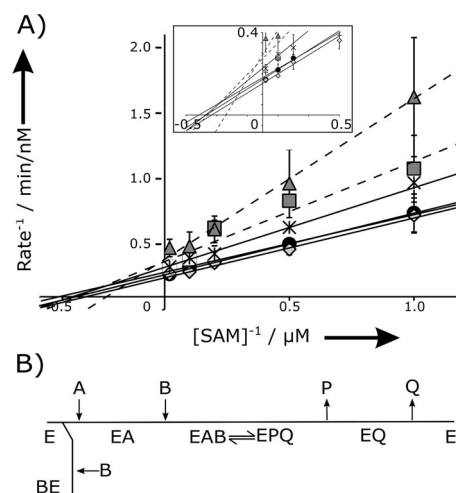 A)
2.0
1.5
1.0
0.5
Rate⁻¹ / min/nM
0.4
-0.5
0
0.5
-0.5
0
0.5
1.0
[SAM]⁻¹ / μM
B)
A
B
P
Q
E
EA
EAB⇌EPQ
EQ
E
BE
B